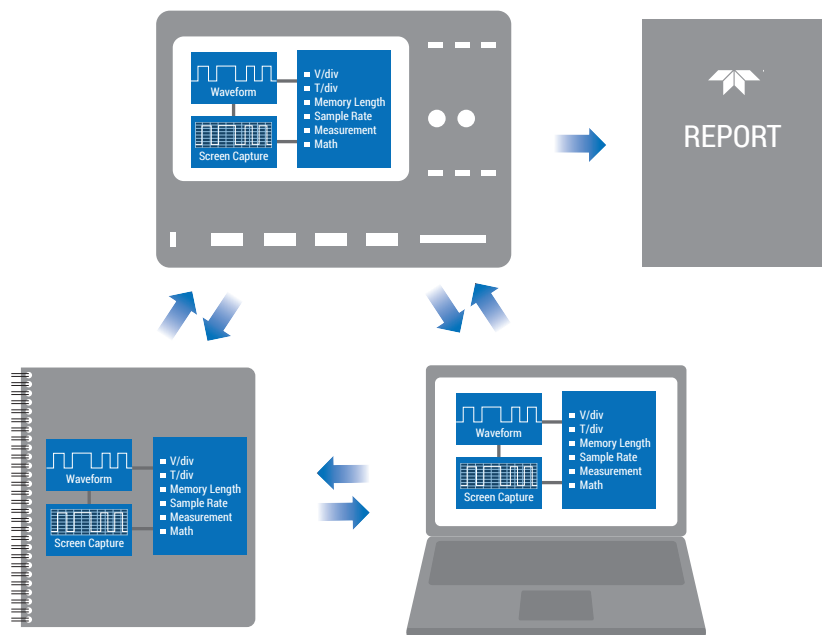 Waveform
Screen Capture
V/div
T/div
Memory Length
Sample Rate
Measurement
Math
REPORT
Waveform
Screen Capture
V/div
T/div
Memory Length
Sample Rate
Measurement
Math
Waveform
Screen Capture
V/div
T/div
Memory Length
Sample Rate
Measurement
Math